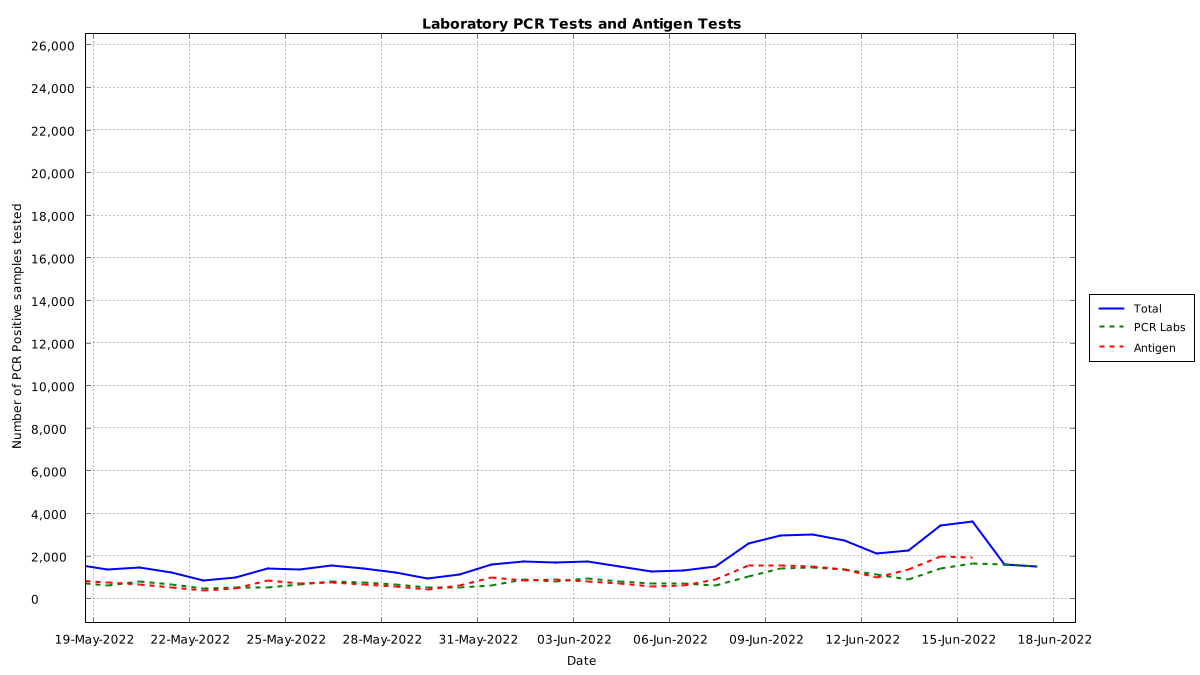 Laboratory PCR Tests and Antigen Tests
26,000
24,000
22,000
20,000
18,000
16,000
14,000
12,000
10,000
8,000
6,000
4,000
2,000
0
Number of PCR Positive samples tested
19-May-2022 22-May-2022 25-May-2022 28-May-2022 31-May-2022 03-Jun-2022 06-Jun-2022 09-Jun-2022 12-Jun-2022 15-Jun-2022 18-Jun-2022
Date
Total
PCR Labs
Antigen